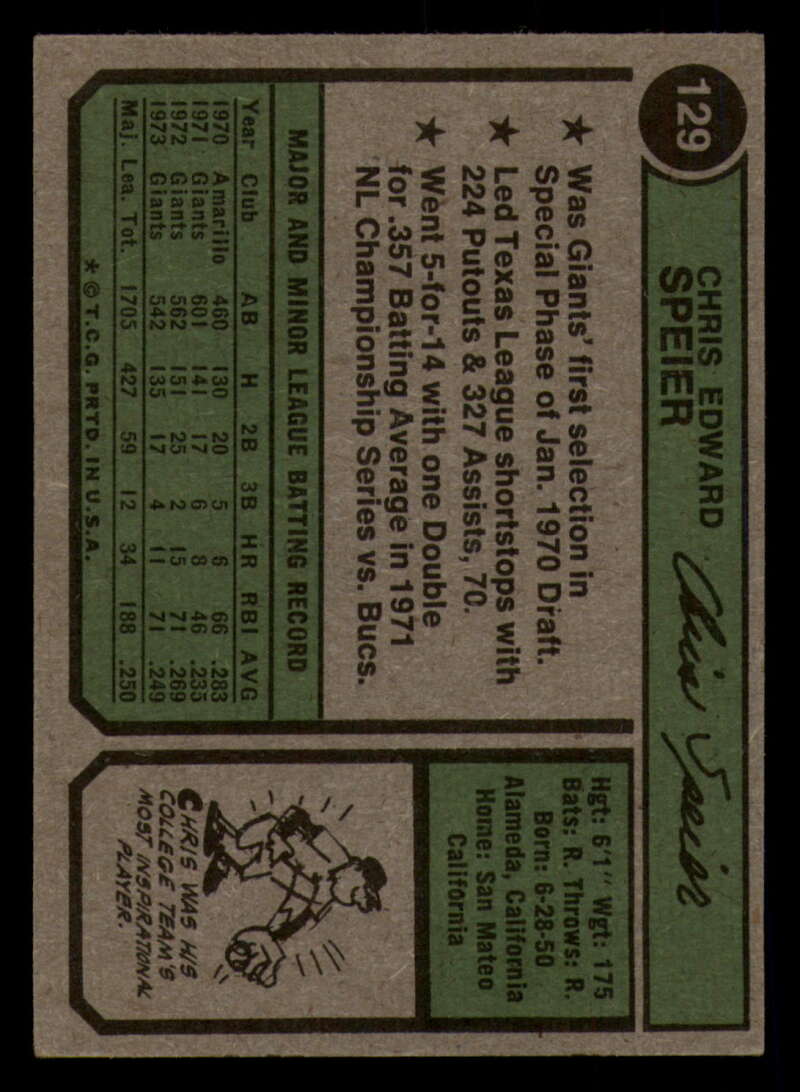 129
CHRIS EDWARD
SPEIER
Chris Speier
★ Was Giants' first selection in
Special Phase of Jan. 1970 Draft.
★ Led Texas League shortstops with
224 Putouts & 327 Assists, 70.
★ Went 5-for-14 with one Double
for .357 Batting Average in 1971
NL Championship Series vs. Bucs.
Hgt: 6'1" Wgt: 175
Bats: R. Throws: R.
Born: 6-28-50
Alameda, California
Home: San Mateo
California
MAJOR AND MINOR LEAGUE BATTING RECORD
Year Club AB H 2B 3B HR RBI AVG
1970 Amarillo 460 130 20 5 6 66 .283
1971 Giants 601 141 17 6 8 46 .235
1972 Giants 562 151 25 2 15 71 .269
1973 Giants 542 135 17 4 11 71 .249
Maj. Lea. Tot. 1705 427 59 12 34 188 .250
* © T.C.G. PRTD. IN U.S.A.
CHRIS WAS HIS
COLLEGE TEAM'S
MOST INSPIRATIONAL
PLAYER.